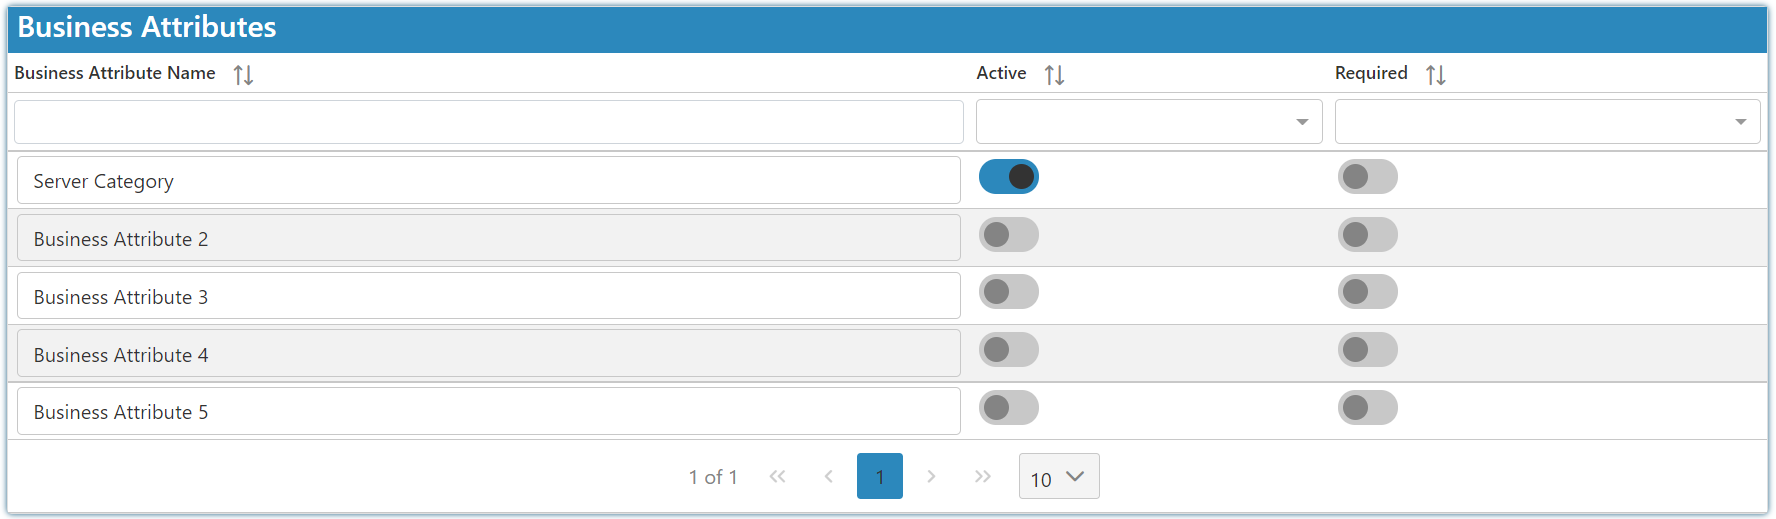 Business Attributes
Business Attribute Name Active Required
Server Category
Business Attribute 2
Business Attribute 3
Business Attribute 4
Business Attribute 5
1 of 1 « ‹ 1 › » 10